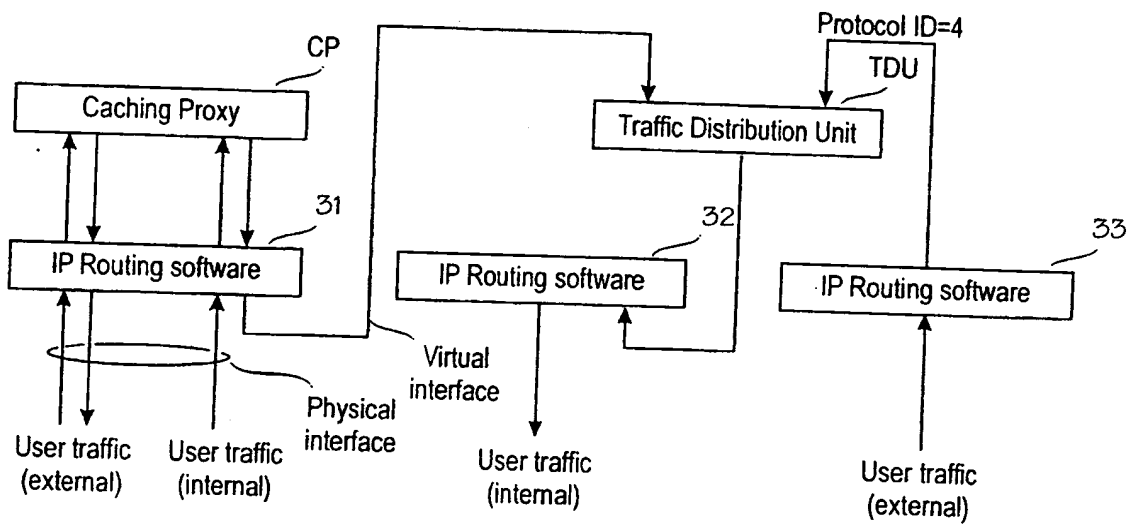 Protocol ID=4
CP
TDU
Caching Proxy
Traffic Distribution Unit
31
32
33
IP Routing software
IP Routing software
IP Routing software
Virtual
interface
Physical
interface
User traffic
(external)
User traffic
(internal)
User traffic
(internal)
User traffic
(external)